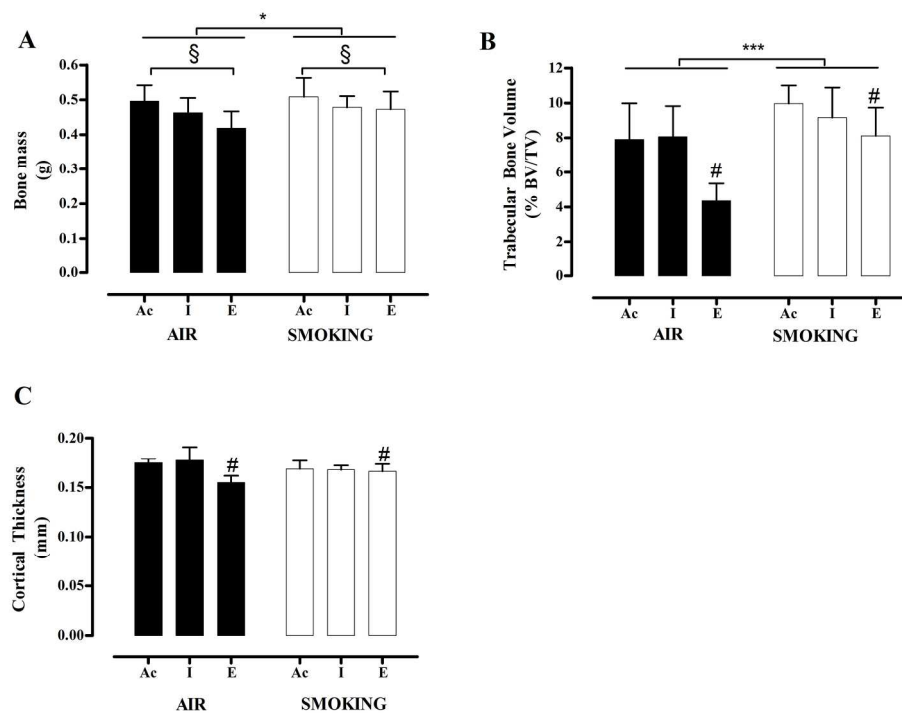 A
*
§ §
Bone mass
(g)
0.6
0.5
0.4
0.3
0.2
0.1
0.0
Ac I E Ac I E
AIR SMOKING
B
***
# #
Trabecular Bone Volume
(% BV/TV)
12
10
8
6
4
2
0
Ac I E Ac I E
AIR SMOKING
C
# #
Cortical Thickness
(mm)
0.20
0.15
0.10
0.05
0.00
Ac I E Ac I E
AIR SMOKING